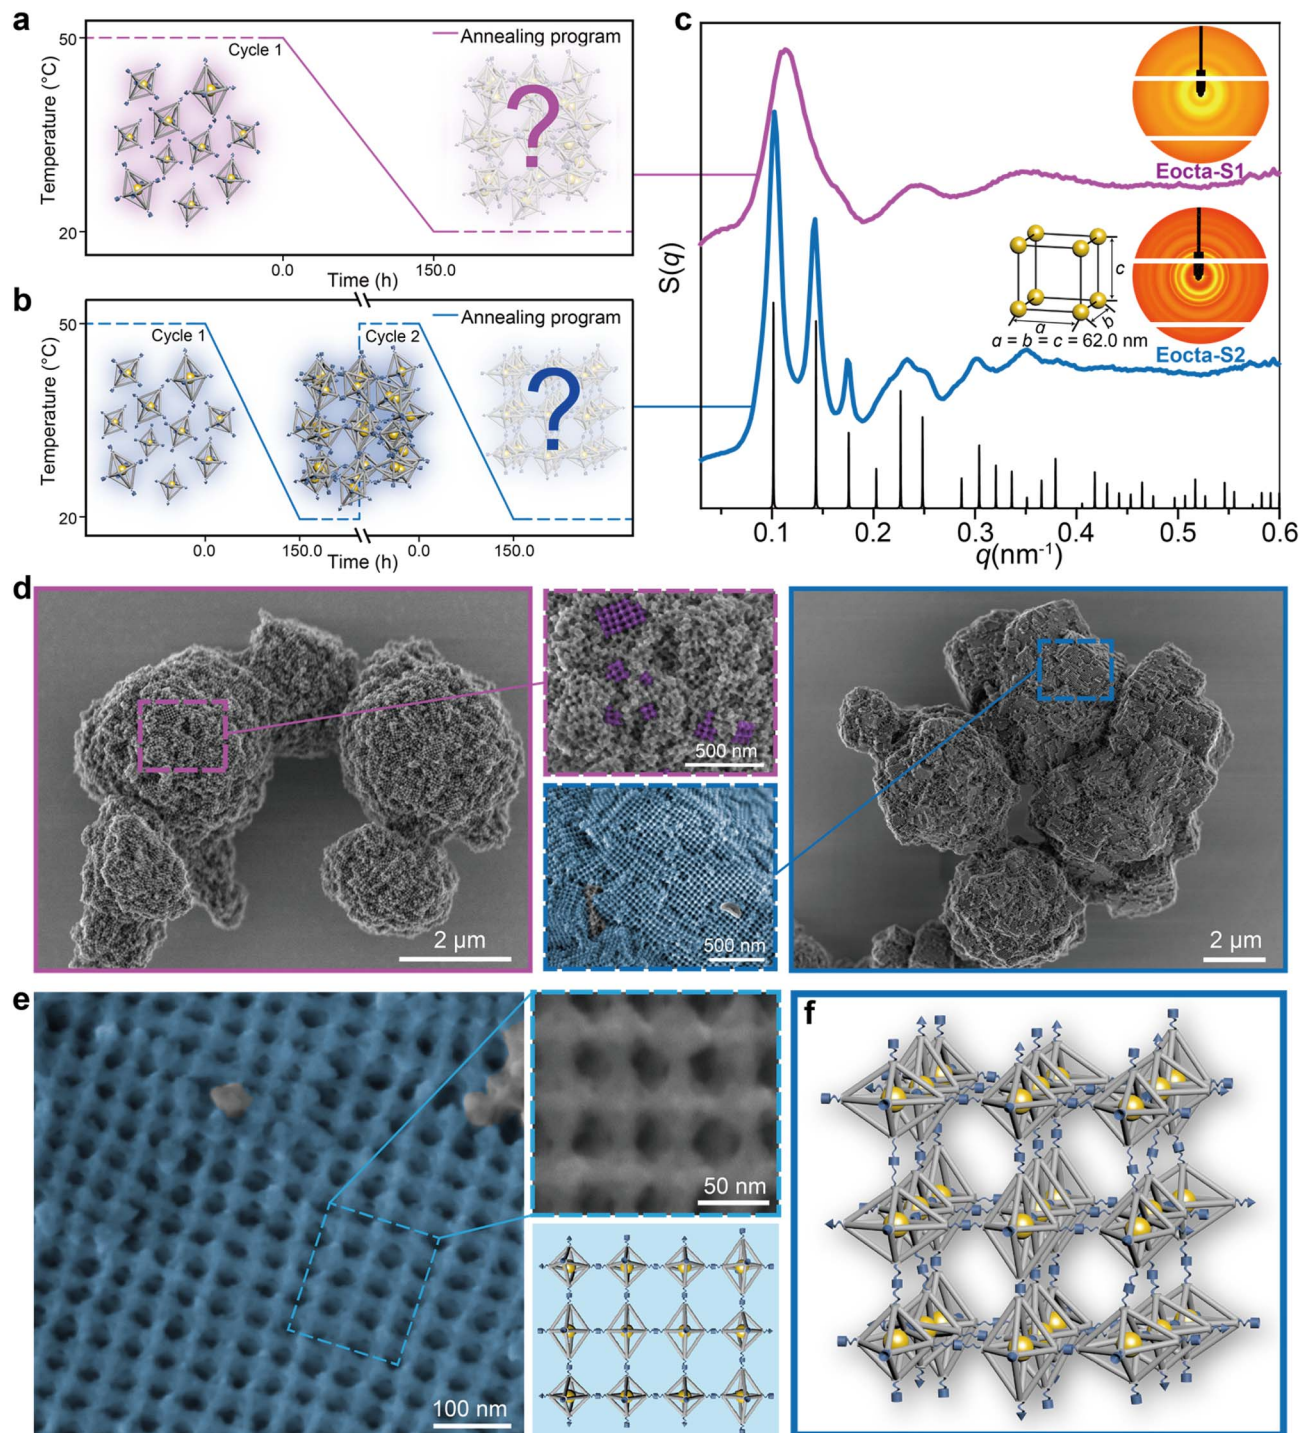 a
Temperature (°C)
50
20
Cycle 1
Annealing program
?
0.0
150.0
Time (h)
b
Temperature (°C)
50
20
Cycle 1
Cycle 2
Annealing program
?
0.0
150.0
0.0
150.0
Time (h)
c
S(q)
Eocta-S1
a
b
c
a = b = c = 62.0 nm
Eocta-S2
0.1
0.2
0.3
0.4
0.5
0.6
q(nm⁻¹)
d
2 µm
500 nm
500 nm
2 µm
e
100 nm
50 nm
f